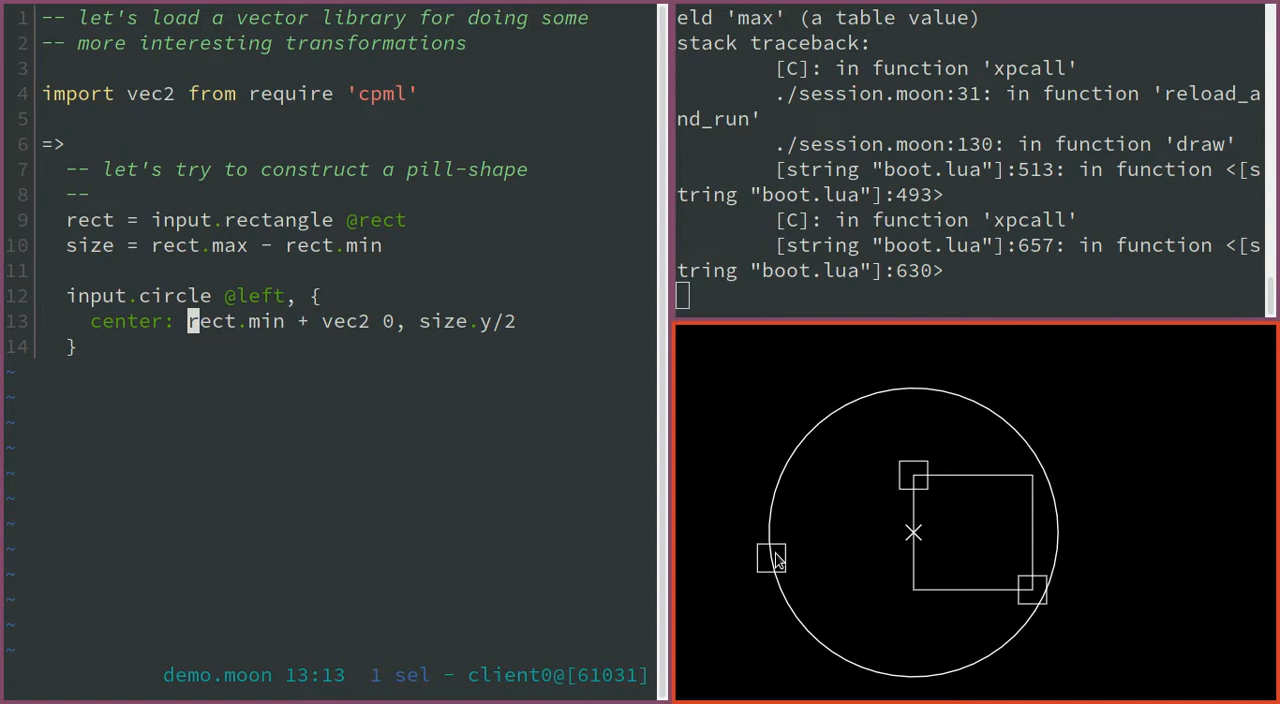 1 -- let's load a vector library for doing some
2 -- more interesting transformations
3
4 import vec2 from require 'cpml'
5
6 =>
7   -- let's try to construct a pill-shape
8   --
9   rect = input.rectangle @rect
10   size = rect.max - rect.min
11
12   input.circle @left, {
13     center: rect.min + vec2 0, size.y/2
14   }
~
~
~
~
~
~
~
~
~
~
~
~
demo.moon 13:13 1 sel - client0@[61031]
eld 'max' (a table value)
stack traceback:
        [C]: in function 'xpcall'
        ./session.moon:31: in function 'reload_a
nd_run'
        ./session.moon:130: in function 'draw'
        [string "boot.lua"]:513: in function <[s
tring "boot.lua"]:493>
        [C]: in function 'xpcall'
        [string "boot.lua"]:657: in function <[s
tring "boot.lua"]:630>